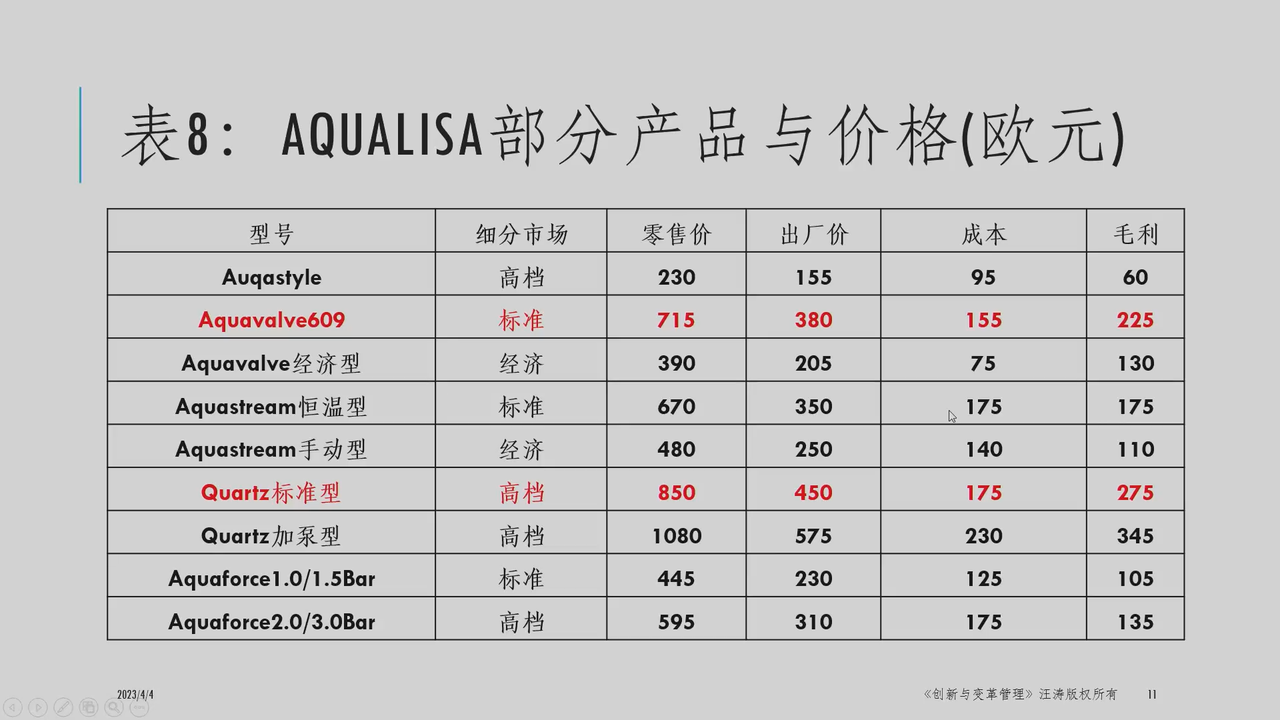 表8：AQUALISA部分产品与价格(欧元)
型号 细分市场 零售价 出厂价 成本 毛利
Auqastyle 高档 230 155 95 60
Aquavalve609 标准 715 380 155 225
Aquavalve经济型 经济 390 205 75 130
Aquastream恒温型 标准 670 350 175 175
Aquastream手动型 经济 480 250 140 110
Quartz标准型 高档 850 450 175 275
Quartz加泵型 高档 1080 575 230 345
Aquaforce1.0/1.5Bar 标准 445 230 125 105
Aquaforce2.0/3.0Bar 高档 595 310 175 135
2023/4/4 《创新与变革管理》汪涛版权所有 11